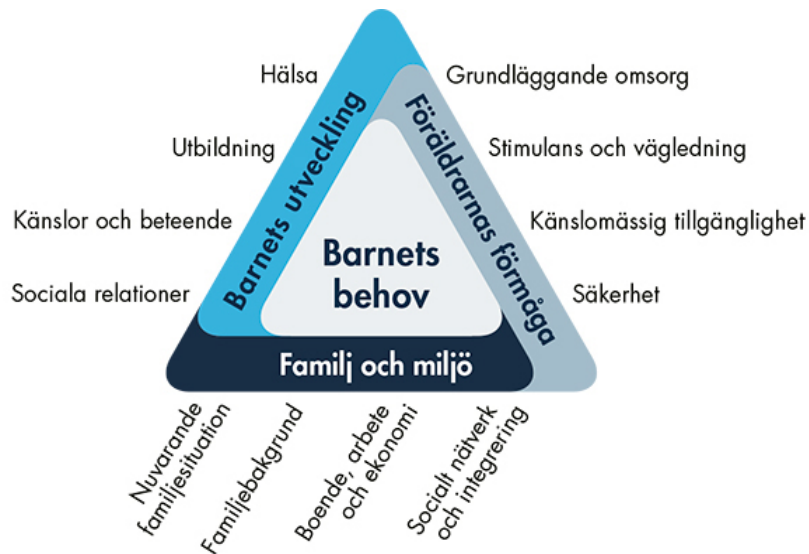 Hälsa
Utbildning
Känslor och beteende
Sociala relationer
Barnets utveckling
Grundläggande omsorg
Stimulans och vägledning
Känslomässig tillgänglighet
Säkerhet
Föräldrarnas förmåga
Barnets
behov
Familj och miljö
Nuvarande
familjesituation
Familjebakgrund
Boende, arbete
och ekonomi
Socialt nätverk
och integrering